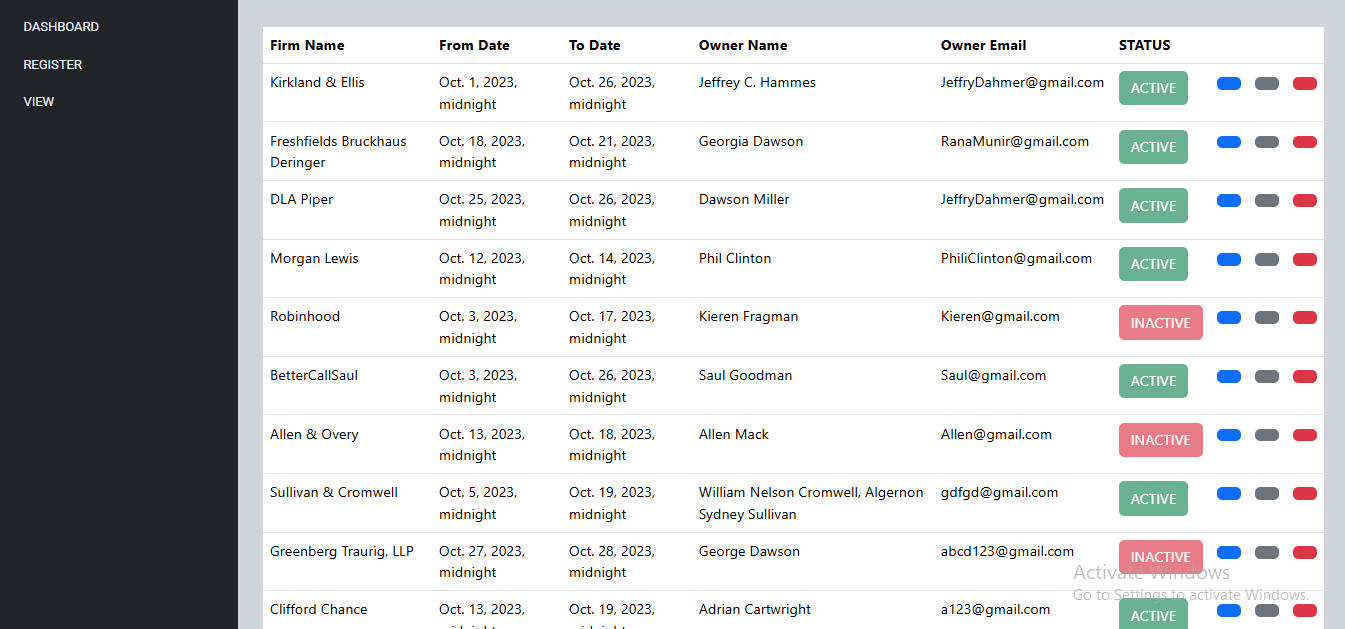 DASHBOARD
REGISTER
VIEW
Firm Name From Date To Date Owner Name Owner Email STATUS
Kirkland & Ellis Oct. 1, 2023, Oct. 26, 2023, Jeffrey C. Hammes JeffryDahmer@gmail.com ACTIVE
midnight midnight
Freshfields Bruckhaus Oct. 18, 2023, Oct. 21, 2023, Georgia Dawson RanaMunir@gmail.com ACTIVE
Deringer midnight midnight
DLA Piper Oct. 25, 2023, Oct. 26, 2023, Dawson Miller JeffryDahmer@gmail.com ACTIVE
midnight midnight
Morgan Lewis Oct. 12, 2023, Oct. 14, 2023, Phil Clinton PhiliClinton@gmail.com ACTIVE
midnight midnight
Robinhood Oct. 3, 2023, Oct. 17, 2023, Kieren Fragman Kieren@gmail.com INACTIVE
midnight midnight
BetterCallSaul Oct. 3, 2023, Oct. 26, 2023, Saul Goodman Saul@gmail.com ACTIVE
midnight midnight
Allen & Overy Oct. 13, 2023, Oct. 18, 2023, Allen Mack Allen@gmail.com INACTIVE
midnight midnight
Sullivan & Cromwell Oct. 5, 2023, Oct. 19, 2023, William Nelson Cromwell, Algernon gdfgd@gmail.com ACTIVE
midnight midnight Sydney Sullivan
Greenberg Traurig, LLP Oct. 27, 2023, Oct. 28, 2023, George Dawson abcd123@gmail.com INACTIVE
midnight midnight
Activate Windows
Go to Settings to activate Windows.
Clifford Chance Oct. 13, 2023, Oct. 19, 2023, Adrian Cartwright a123@gmail.com ACTIVE